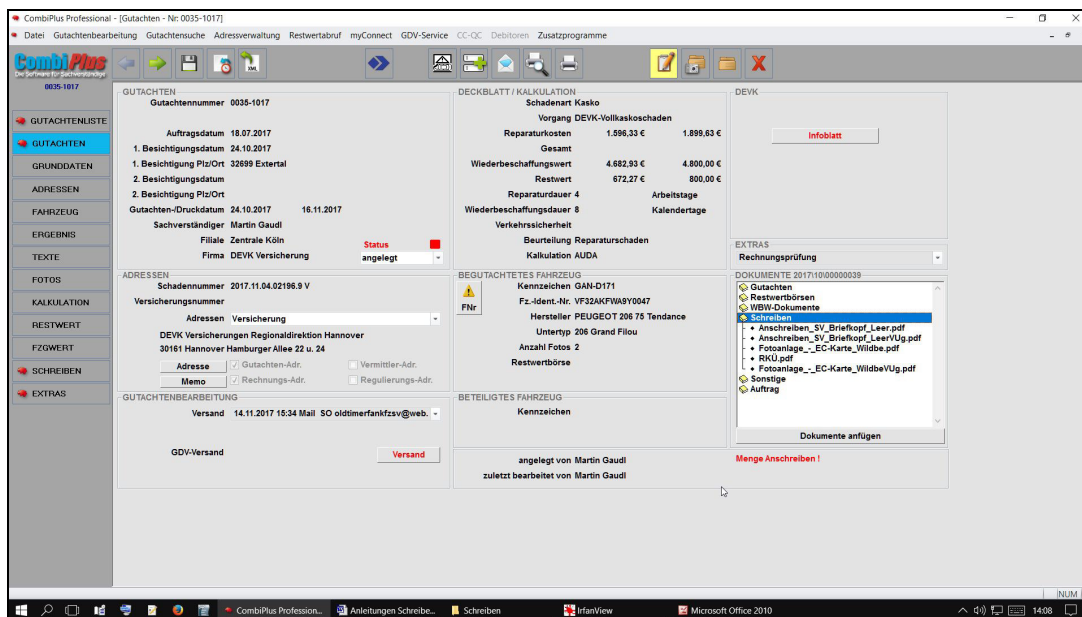 CombiPlus Professional - [Gutachten - Nr: 0035-1017]
Datei Gutachtenbearbeitung Gutachtensuche Adressverwaltung Restwertabruf myConnect GDV-Service CC-QC Debitoren Zusatzprogramme
CombiPlus
Die Software für Sachverständige
0035-1017
GUTACHTENLISTE
GUTACHTEN
GRUNDDATEN
ADRESSEN
FAHRZEUG
ERGEBNIS
TEXTE
FOTOS
KALKULATION
RESTWERT
FZGWERT
SCHREIBEN
EXTRAS
XML
GUTACHTEN
Gutachtennummer 0035-1017
Auftragsdatum 18.07.2017
1. Besichtigungsdatum 24.10.2017
1. Besichtigung Plz/Ort 32699 Extertal
2. Besichtigungsdatum
2. Besichtigung Plz/Ort
Gutachten-/Druckdatum 24.10.2017 16.11.2017
Sachverständiger Martin Gaudl
Filiale Zentrale Köln Status
Firma DEVK Versicherung angelegt
ADRESSEN
Schadennummer 2017.11.04.02196.9 V
Versicherungsnummer
Adressen Versicherung
DEVK Versicherungen Regionaldirektion Hannover
30161 Hannover Hamburger Allee 22 u. 24
Adresse Gutachten-Adr. Vermittler-Adr.
Memo Rechnungs-Adr. Regulierungs-Adr.
GUTACHTENBEARBEITUNG
Versand 14.11.2017 15:34 Mail SO oldtimerfankfzsv@web.
GDV-Versand Versand
DECKBLATT / KALKULATION
Schadenart Kasko
Vorgang DEVK-Vollkaskoschaden
Reparaturkosten 1.596,33 € 1.899,63 €
Gesamt
Wiederbeschaffungswert 4.682,93 € 4.800,00 €
Restwert 672,27 € 800,00 €
Reparaturdauer 4 Arbeitstage
Wiederbeschaffungsdauer 8 Kalendertage
Verkehrssicherheit
Beurteilung Reparaturschaden
Kalkulation AUDA
BEGUTACHTETES FAHRZEUG
FNr
Kennzeichen GAN-D171
Fz.-Ident.-Nr. VF32AKFWA9Y0047
Hersteller PEUGEOT 206 75 Tendance
Untertyp 206 Grand Filou
Anzahl Fotos 2
Restwertbörse
BETEILIGTES FAHRZEUG
Kennzeichen
angelegt von Martin Gaudl
zuletzt bearbeitet von Martin Gaudl
DEVK
Infoblatt
EXTRAS
Rechnungsprüfung
DOKUMENTE 2017\10\00000039
Gutachten
Restwertbörsen
WBW-Dokumente
Schreiben
Anschreiben_SV_Briefkopf_Leer.pdf
Anschreiben_SV_Briefkopf_LeerVUg.pdf
Fotoanlage_-_EC-Karte_Wildbe.pdf
RKÜ.pdf
Fotoanlage_-_EC-Karte_WildbeVUg.pdf
Sonstige
Auftrag
Dokumente anfügen
Menge Anschreiben !
NUM
CombiPlus Profession... Anleitungen Schreibe... Schreiben IrfanView Microsoft Office 2010 14:08